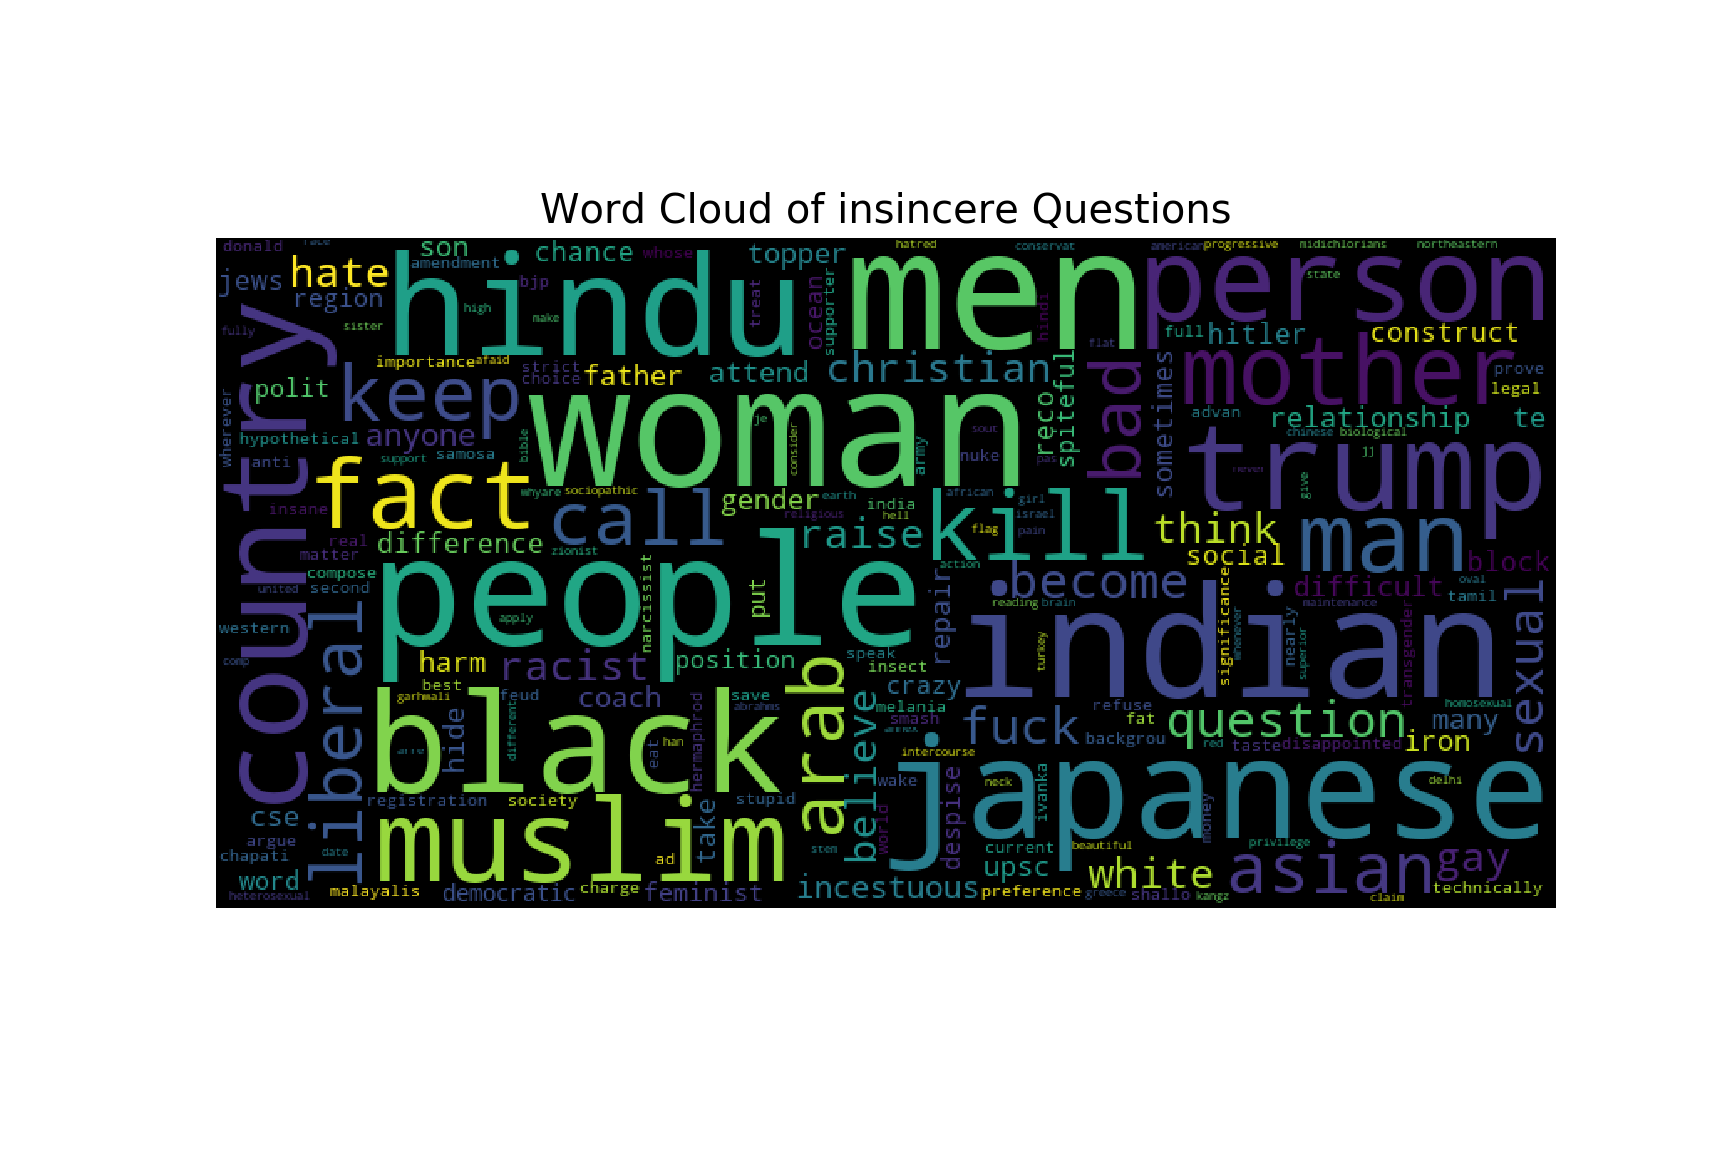 Word Cloud of insincere Questions
donald
son
chance
whose
topper
hatred
conservat
american
progressive
midichlorians
northeastern
jews
hate
amendment
hindu
bjp
men
person
state
region
high
make
treat
ocean
supporter
hindi
fully
sister
flat
full
hitler
construct
importance
afaid
strict
choice
father
attend
christian
mother
prove
polit
keep
woman
spiteful
bad
sometimes
legal
wherever
country
hypothetical
anyone
bible
je
consider
army
sout
sreco
advan
relationship
te
anti
support
samosa
nuke
pas
chinese
biological
jj
trump
never
give
fact
whyare
sociopathic
call
gender
earth
india
african
girl
israel
insane
religious
hell
kill
flag
pain
think
man
real
matter
difference
zionist
raise
action
social
block
compose
second
united
people
narcissist
put
repair
become
reading
brain
significance
difficult
oval
tamil
maintenance
western
apply
indian
turkey
whenever
nearly
superior
transgender
sexual
comp
liberal
harm
racist
position
arab
speak
insect
best
garhmali
feud
coach
save
abrahms
crazy
melania
refuse
homosexual
hide
different
black
hermaphrod
believe
smash
fuck
fat
question
many
arre
eat
han
annex
backgrou
red
taste
disappointed
iron
intercourse
japanese
registration
society
stupid
wake
neck
delhi
cse
muslim
take
world
despise
ivanka
money
argue
chapati
date
ad
stem
current
beautiful
privilege
word
upsc
white
asian
gay
heterosexual
malayalis
democratic
charge
feminist
incestuous
preference
greece
shallo
kangz
claim
technically